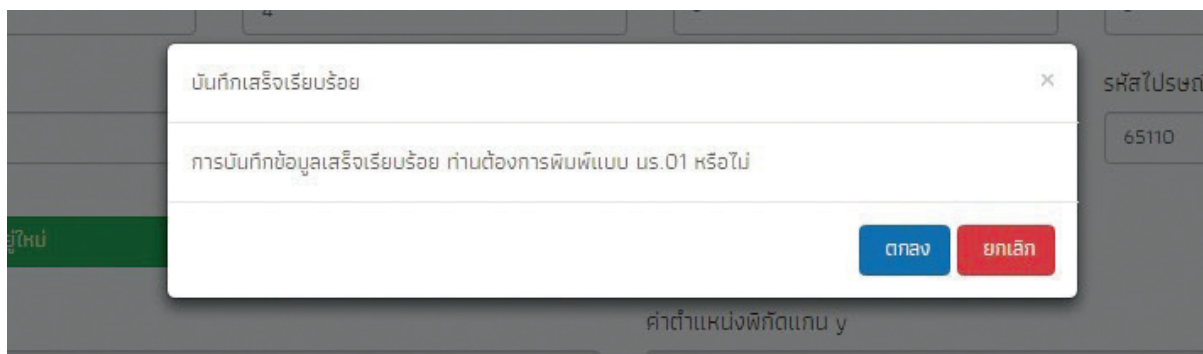 บันทึกเสร็จเรียบร้อย ×
รหัสไปรษณ์
การบันทึกข้อมูลเสร็จเรียบร้อย ท่านต้องการพิมพ์แบบ นร.01 หรือไม่
65110
ยู่ใหม่
ตกลง ยกเลิก
ค่าตำแหน่งพิกัดแกน y